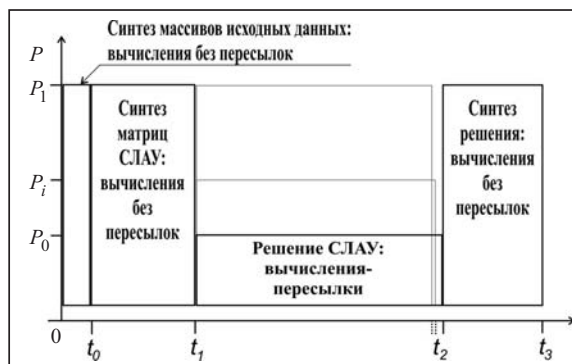 Синтез массивов исходных данных:
вычисления без пересылок
P
P1
Pi
P0
0
Синтез
матриц
СЛАУ:
вычисления
без
пересылок
Решение СЛАУ:
вычисления-
пересылки
Синтез
решения:
вычисления
без
пересылок
t0
t1
t2
t3